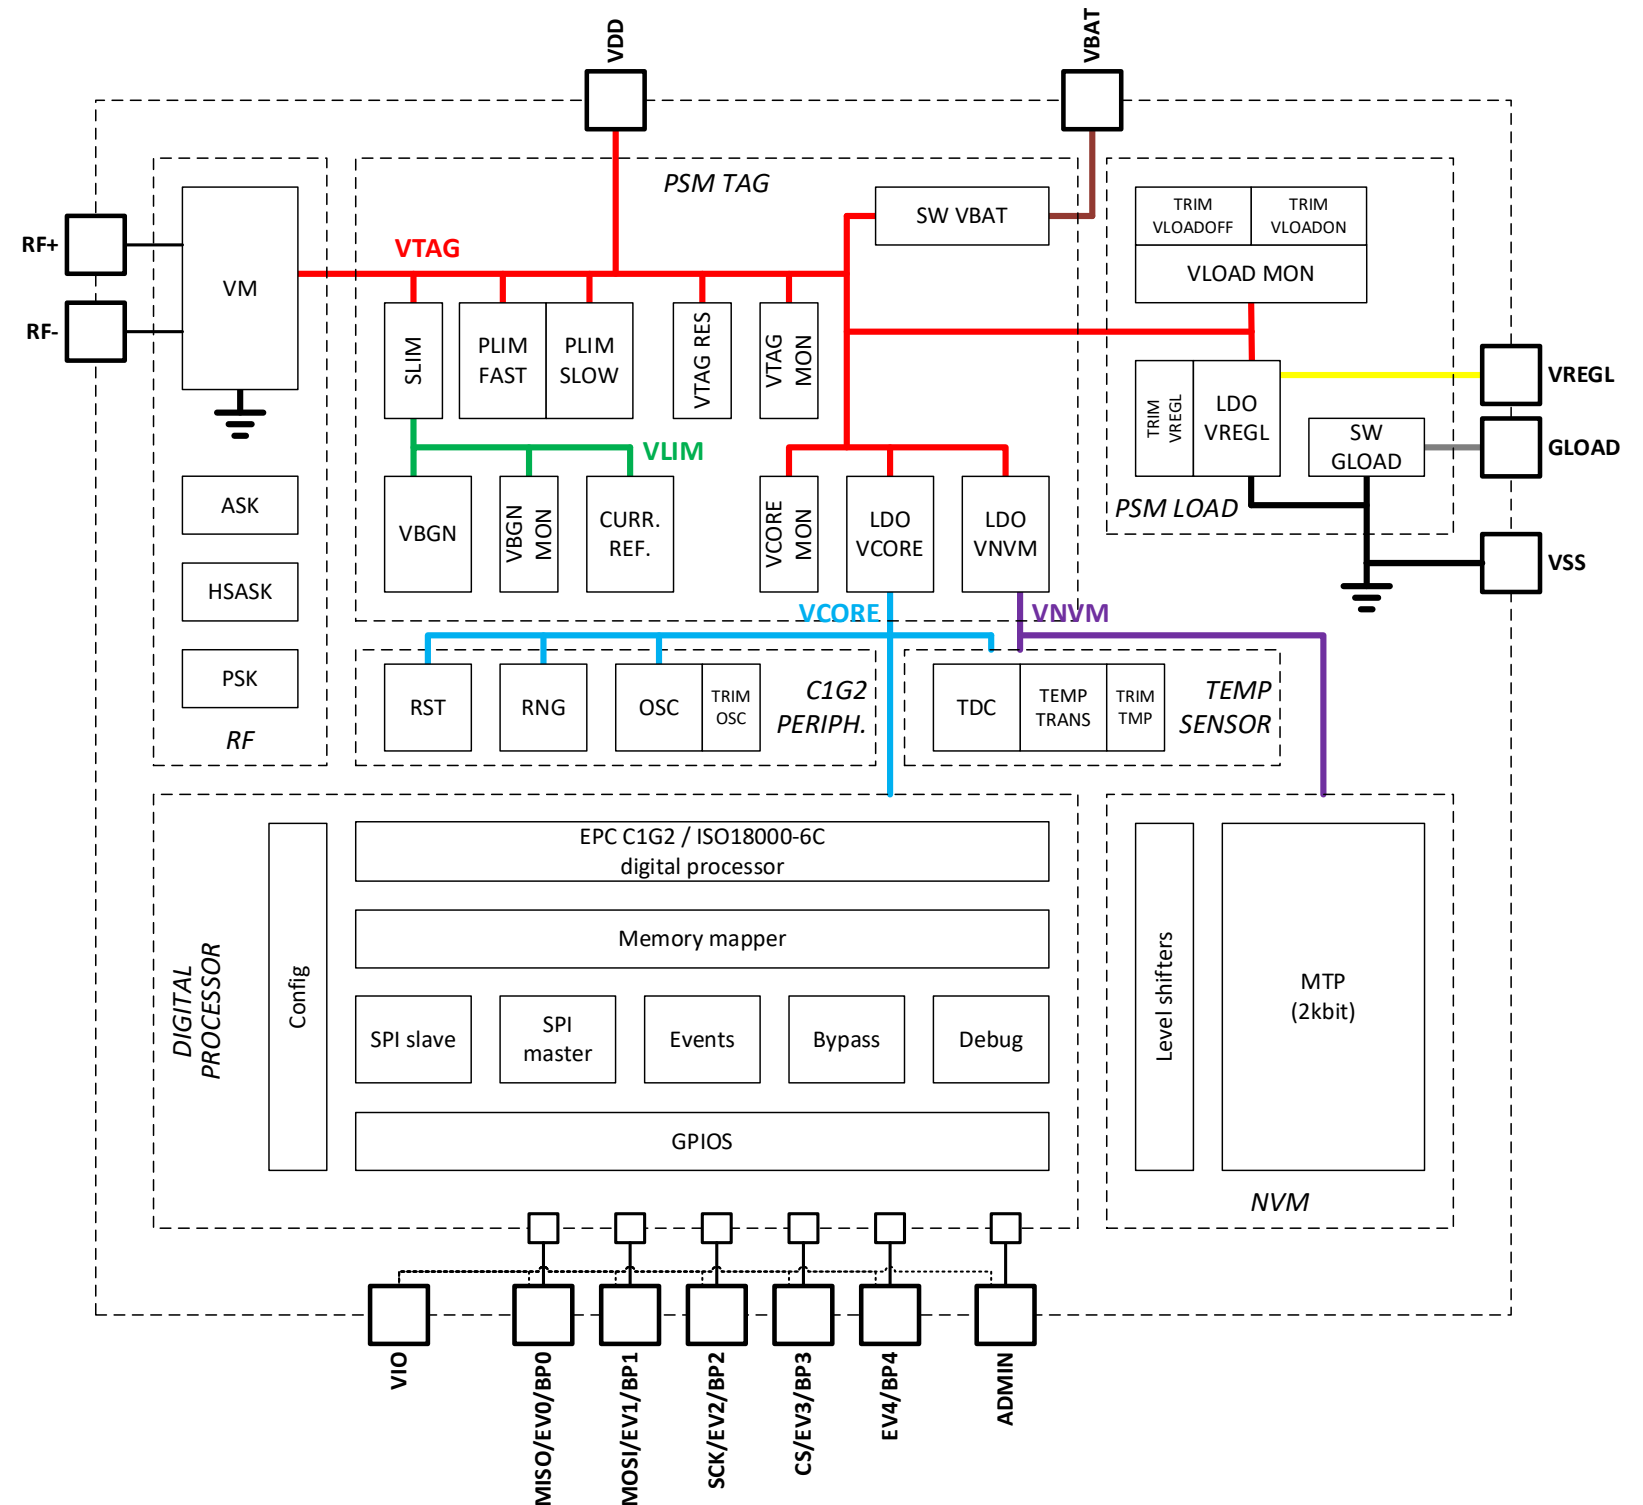 VDD
VBAT
PSM TAG
SW VBAT
TRIM
VLOADOFF
TRIM
VLOADON
VLOAD MON
RF+
RF-
VM
VTAG
SLIM
PLIM
FAST
PLIM
SLOW
VTAG RES
VTAG
MON
TRIM
VREGL
LDO
VREGL
SW
GLOAD
VREGL
GLOAD
PSM LOAD
VSS
VLIM
ASK
HSASK
PSK
RF
VBGN
VBGN
MON
CURR.
REF.
VCORE
MON
LDO
VCORE
LDO
VNVM
VCORE
VNVM
RST
RNG
OSC
TRIM
OSC
C1G2
PERIPH.
TDC
TEMP
TRANS
TRIM
TMP
TEMP
SENSOR
DIGITAL
PROCESSOR
Config
EPC C1G2 / ISO18000-6C
digital processor
Memory mapper
SPI slave
SPI
master
Events
Bypass
Debug
GPIOS
Level shifters
MTP
(2kbit)
NVM
VIO
MISO/EV0/BP0
MOSI/EV1/BP1
SCK/EV2/BP2
CS/EV3/BP3
EV4/BP4
ADMIN